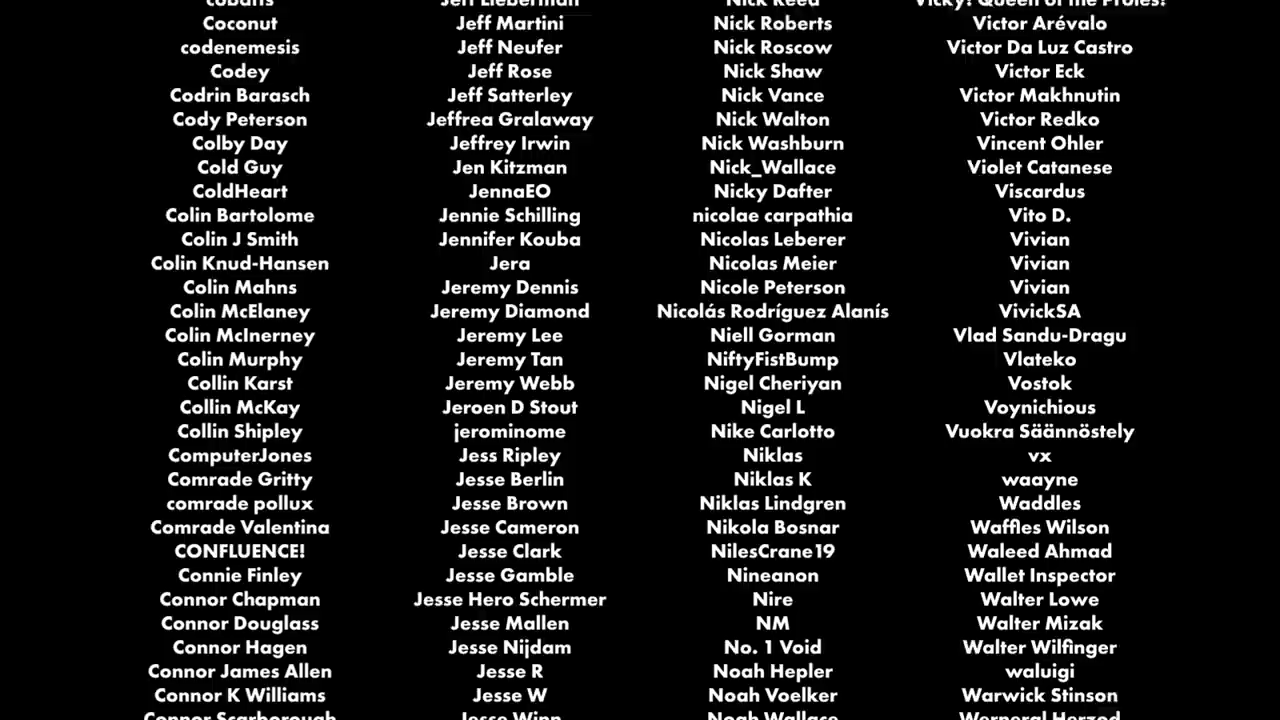 Coconut
codenemesis
Codey
Codrin Barasch
Cody Peterson
Colby Day
Cold Guy
ColdHeart
Colin Bartolome
Colin J Smith
Colin Knud-Hansen
Colin Mahns
Colin McElaney
Colin McInerney
Colin Murphy
Collin Karst
Collin McKay
Collin Shipley
ComputerJones
Comrade Gritty
comrade pollux
Comrade Valentina
CONFLUENCE!
Connie Finley
Connor Chapman
Connor Douglass
Connor Hagen
Connor James Allen
Connor K Williams
Connor Scarborough
Jeff Lieberman
Jeff Martini
Jeff Neufer
Jeff Rose
Jeff Satterley
Jeffrea Gralaway
Jeffrey Irwin
Jen Kitzman
JennaEO
Jennie Schilling
Jennifer Kouba
Jera
Jeremy Dennis
Jeremy Diamond
Jeremy Lee
Jeremy Tan
Jeremy Webb
Jeroen D Stout
jerominome
Jess Ripley
Jesse Berlin
Jesse Brown
Jesse Cameron
Jesse Clark
Jesse Gamble
Jesse Hero Schermer
Jesse Mallen
Jesse Nijdam
Jesse R
Jesse W
Jesse Winn
Nick Reed
Nick Roberts
Nick Roscow
Nick Shaw
Nick Vance
Nick Walton
Nick Washburn
Nick_Wallace
Nicky Dafter
nicolae carpathia
Nicolas Leberer
Nicolas Meier
Nicole Peterson
Nicolás Rodríguez Alanís
Niell Gorman
NiftyFistBump
Nigel Cheriyan
Nigel L
Nike Carlotto
Niklas
Niklas K
Niklas Lindgren
Nikola Bosnar
NilesCrane19
Nineanon
Nire
NM
No. 1 Void
Noah Hepler
Noah Voelker
Noah Wallace
Victor Arévalo
Victor Da Luz Castro
Victor Eck
Victor Makhnutin
Victor Redko
Vincent Ohler
Violet Catanese
Viscardus
Vito D.
Vivian
Vivian
Vivian
VivickSA
Vlad Sandu-Dragu
Vlateko
Vostok
Voynichious
Vuokra Säännöstely
vx
waayne
Waddles
Waffles Wilson
Waleed Ahmad
Wallet Inspector
Walter Lowe
Walter Mizak
Walter Wilfinger
waluigi
Warwick Stinson